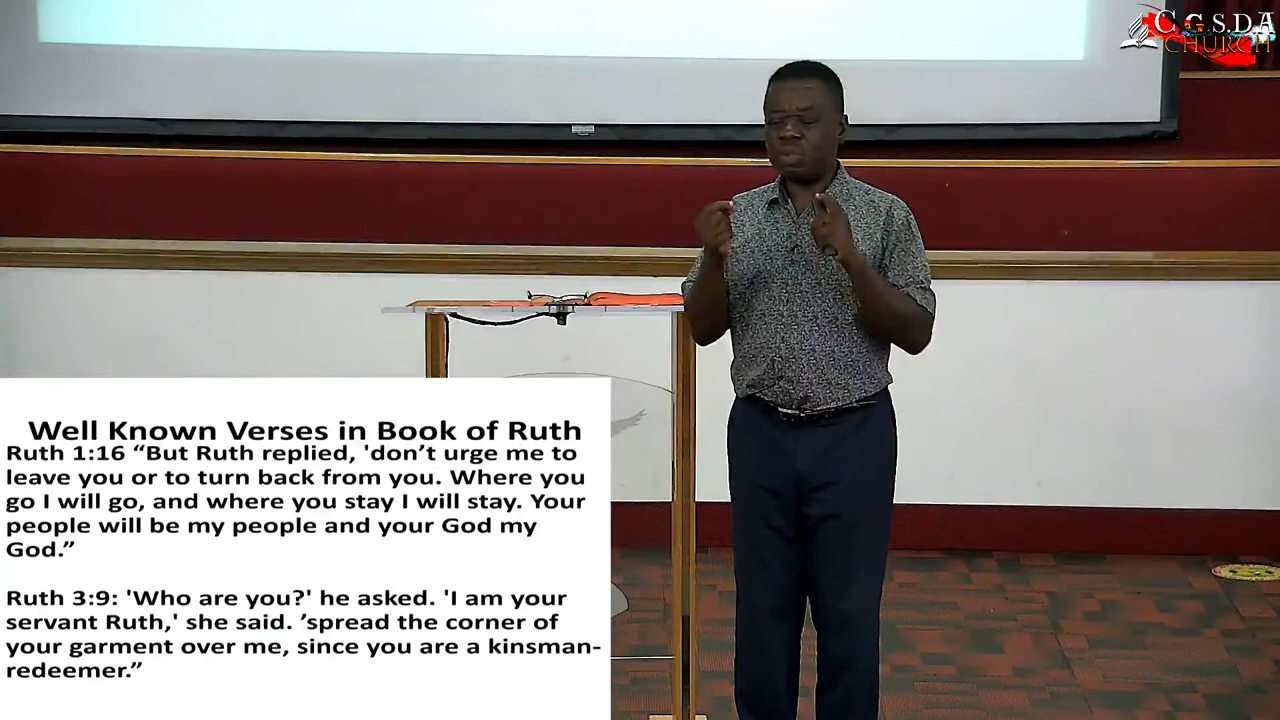 C G.S.DA
CHURCH
Well Known Verses in Book of Ruth
Ruth 1:16 “But Ruth replied, 'don’t urge me to
leave you or to turn back from you. Where you
go I will go, and where you stay I will stay. Your
people will be my people and your God my
God.”
Ruth 3:9: 'Who are you?' he asked. 'I am your
servant Ruth,' she said. ’spread the corner of
your garment over me, since you are a kinsman-
redeemer.”